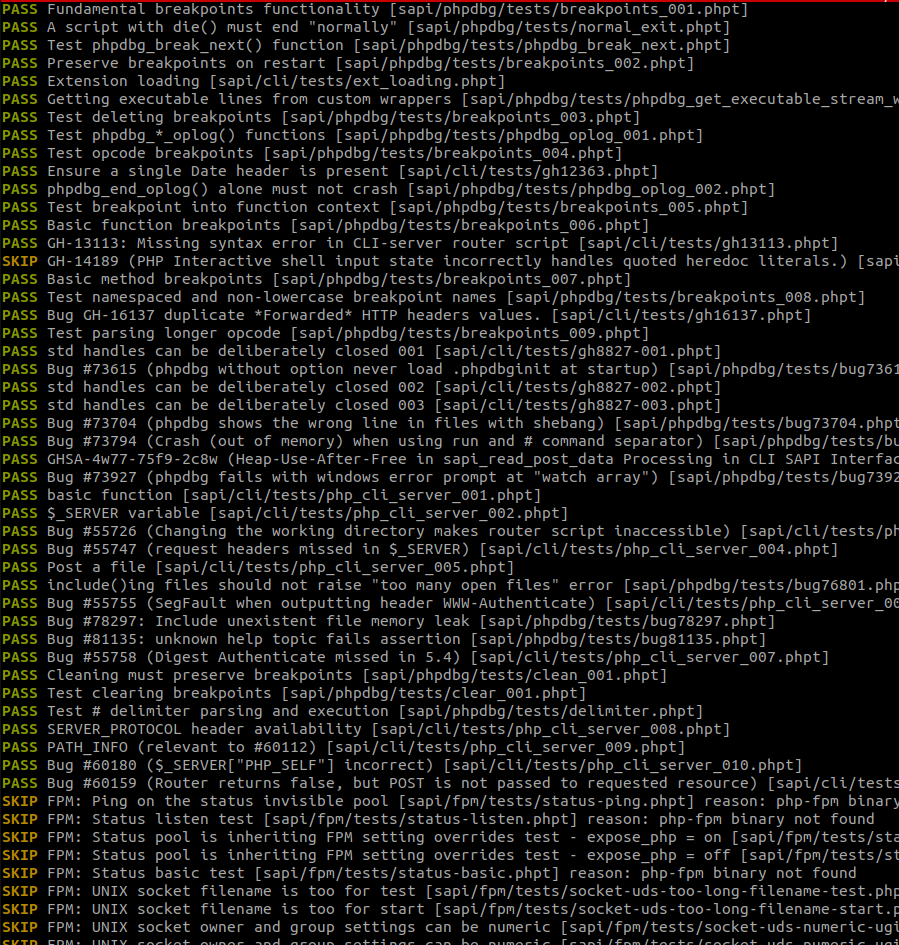 PASS Fundamental breakpoints functionality [sapi/phpdbg/tests/breakpoints_001.phpt]
PASS A script with die() must end "normally" [sapi/phpdbg/tests/normal_exit.phpt]
PASS Test phpdbg_break_next() function [sapi/phpdbg/tests/phpdbg_break_next.phpt]
PASS Preserve breakpoints on restart [sapi/phpdbg/tests/breakpoints_002.phpt]
PASS Extension loading [sapi/cli/tests/ext_loading.phpt]
PASS Getting executable lines from custom wrappers [sapi/phpdbg/tests/phpdbg_get_executable_stream_w
PASS Test deleting breakpoints [sapi/phpdbg/tests/breakpoints_003.phpt]
PASS Test phpdbg_*_oplog() functions [sapi/phpdbg/tests/phpdbg_oplog_001.phpt]
PASS Test opcode breakpoints [sapi/phpdbg/tests/breakpoints_004.phpt]
PASS Ensure a single Date header is present [sapi/cli/tests/gh12363.phpt]
PASS phpdbg_end_oplog() alone must not crash [sapi/phpdbg/tests/phpdbg_oplog_002.phpt]
PASS Test breakpoint into function context [sapi/phpdbg/tests/breakpoints_005.phpt]
PASS Basic function breakpoints [sapi/phpdbg/tests/breakpoints_006.phpt]
PASS GH-13113: Missing syntax error in CLI-server router script [sapi/cli/tests/gh13113.phpt]
SKIP GH-14189 (PHP Interactive shell input state incorrectly handles quoted heredoc literals.) [sapi
PASS Basic method breakpoints [sapi/phpdbg/tests/breakpoints_007.phpt]
PASS Test namespaced and non-lowercase breakpoint names [sapi/phpdbg/tests/breakpoints_008.phpt]
PASS Bug GH-16137 duplicate *Forwarded* HTTP headers values. [sapi/cli/tests/gh16137.phpt]
PASS Test parsing longer opcode [sapi/phpdbg/tests/breakpoints_009.phpt]
PASS std handles can be deliberately closed 001 [sapi/cli/tests/gh8827-001.phpt]
PASS Bug #73615 (phpdbg without option never load .phpdbginit at startup) [sapi/phpdbg/tests/bug7361
PASS std handles can be deliberately closed 002 [sapi/cli/tests/gh8827-002.phpt]
PASS std handles can be deliberately closed 003 [sapi/cli/tests/gh8827-003.phpt]
PASS Bug #73704 (phpdbg shows the wrong line in files with shebang) [sapi/phpdbg/tests/bug73704.phpt
PASS Bug #73794 (Crash (out of memory) when using run and # command separator) [sapi/phpdbg/tests/bu
PASS GHSA-4w77-75f9-2c8w (Heap-Use-After-Free in sapi_read_post_data Processing in CLI SAPI Interfac
PASS Bug #73927 (phpdbg fails with windows error prompt at "watch array") [sapi/phpdbg/tests/bug7392
PASS basic function [sapi/cli/tests/php_cli_server_001.phpt]
PASS $_SERVER variable [sapi/cli/tests/php_cli_server_002.phpt]
PASS Bug #55726 (Changing the working directory makes router script inaccessible) [sapi/cli/tests/ph
PASS Bug #55747 (request headers missed in $_SERVER) [sapi/cli/tests/php_cli_server_004.phpt]
PASS Post a file [sapi/cli/tests/php_cli_server_005.phpt]
PASS include()ing files should not raise "too many open files" error [sapi/phpdbg/tests/bug76801.php
PASS Bug #55755 (SegFault when outputting header WWW-Authenticate) [sapi/cli/tests/php_cli_server_00
PASS Bug #78297: Include unexistent file memory leak [sapi/phpdbg/tests/bug78297.phpt]
PASS Bug #81135: unknown help topic fails assertion [sapi/phpdbg/tests/bug81135.phpt]
PASS Bug #55758 (Digest Authenticate missed in 5.4) [sapi/cli/tests/php_cli_server_007.phpt]
PASS Cleaning must preserve breakpoints [sapi/phpdbg/tests/clean_001.phpt]
PASS Test clearing breakpoints [sapi/phpdbg/tests/clear_001.phpt]
PASS Test # delimiter parsing and execution [sapi/phpdbg/tests/delimiter.phpt]
PASS SERVER_PROTOCOL header availability [sapi/cli/tests/php_cli_server_008.phpt]
PASS PATH_INFO (relevant to #60112) [sapi/cli/tests/php_cli_server_009.phpt]
PASS Bug #60180 ($_SERVER["PHP_SELF"] incorrect) [sapi/cli/tests/php_cli_server_010.phpt]
PASS Bug #60159 (Router returns false, but POST is not passed to requested resource) [sapi/cli/tests
SKIP FPM: Ping on the status invisible pool [sapi/fpm/tests/status-ping.phpt] reason: php-fpm binary
SKIP FPM: Status listen test [sapi/fpm/tests/status-listen.phpt] reason: php-fpm binary not found
SKIP FPM: Status pool is inheriting FPM setting overrides test - expose_php = on [sapi/fpm/tests/sta
SKIP FPM: Status pool is inheriting FPM setting overrides test - expose_php = off [sapi/fpm/tests/st
SKIP FPM: Status basic test [sapi/fpm/tests/status-basic.phpt] reason: php-fpm binary not found
SKIP FPM: UNIX socket filename is too for test [sapi/fpm/tests/socket-uds-too-long-filename-test.php
SKIP FPM: UNIX socket filename is too for start [sapi/fpm/tests/socket-uds-too-long-filename-start.p
SKIP FPM: UNIX socket owner and group settings can be numeric [sapi/fpm/tests/socket-uds-numeric-ugi
SKIP FPM: UNIX socket owner and group settings can be numeric [sapi/fpm/tests/socket-uds-numeric-ugi